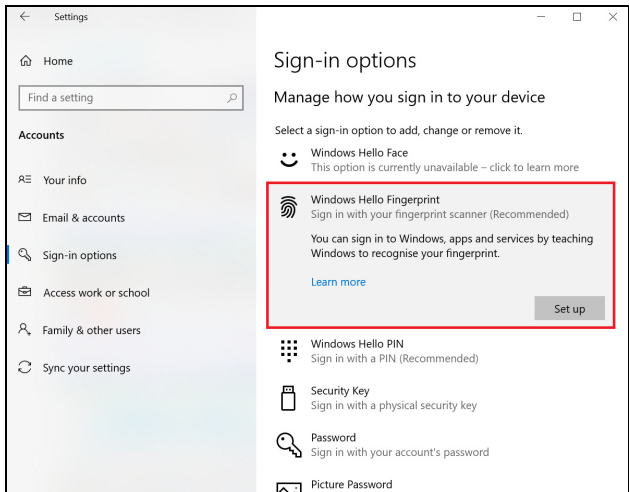 Settings
Home
Find a setting
Accounts
Your info
Email & accounts
Sign-in options
Access work or school
Family & other users
Sync your settings
Sign-in options
Manage how you sign in to your device
Select a sign-in option to add, change or remove it.
Windows Hello Face
This option is currently unavailable – click to learn more
Windows Hello Fingerprint
Sign in with your fingerprint scanner (Recommended)
You can sign in to Windows, apps and services by teaching
Windows to recognise your fingerprint.
Learn more
Set up
Windows Hello PIN
Sign in with a PIN (Recommended)
Security Key
Sign in with a physical security key
Password
Sign in with your account's password
Picture Password